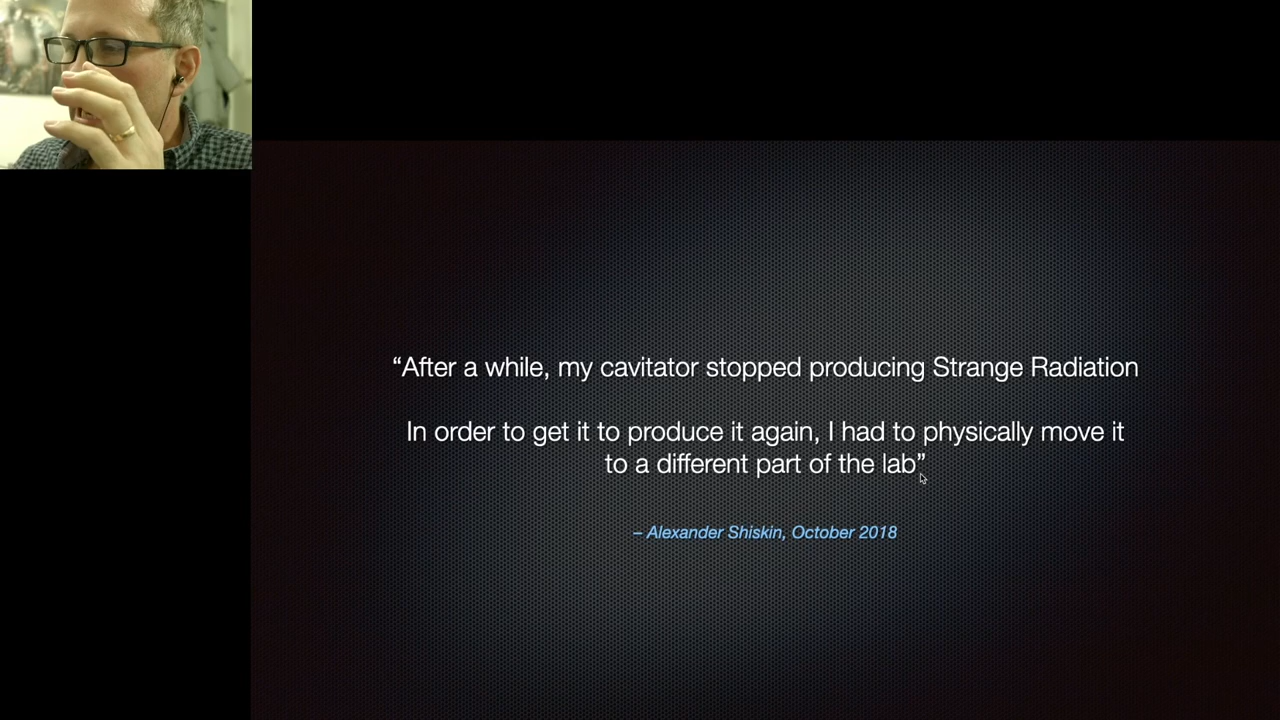 “After a while, my cavitator stopped producing Strange Radiation
In order to get it to produce it again, I had to physically move it
to a different part of the lab”
– Alexander Shiskin, October 2018